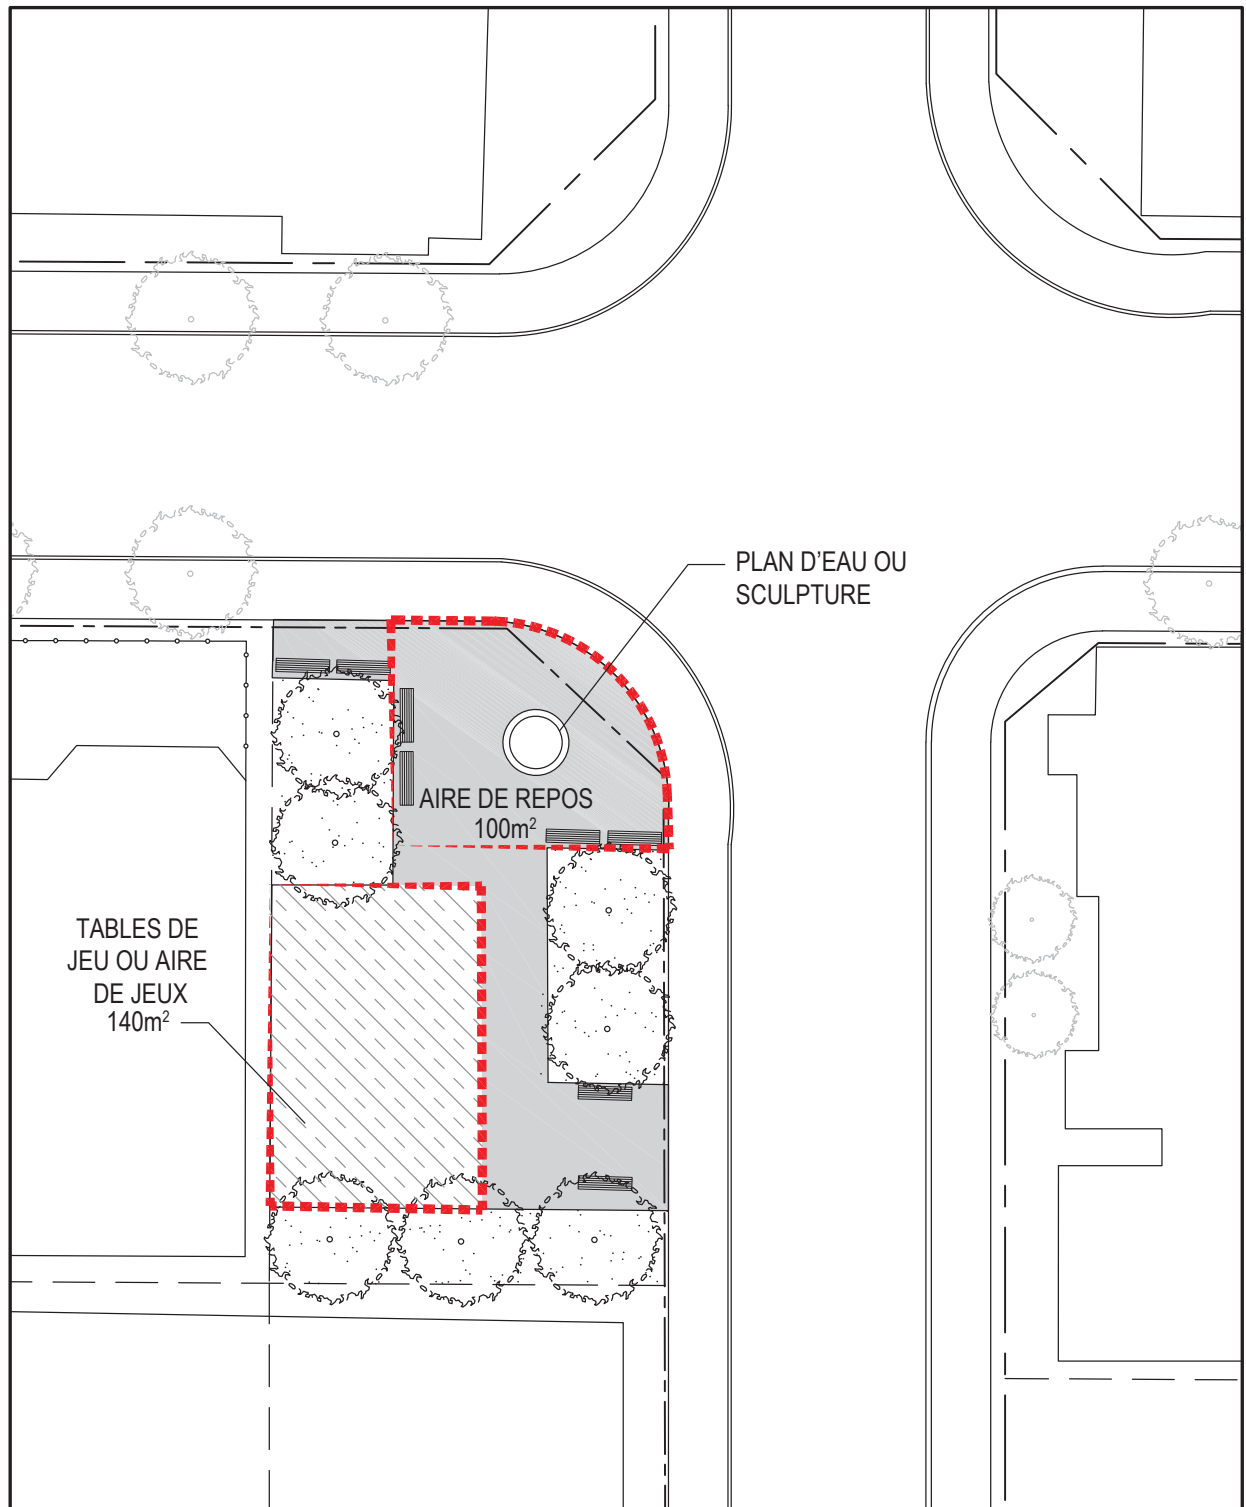 PLAN D'EAU OU
SCULPTURE
AIRE DE REPOS
100m²
TABLES DE
JEU OU AIRE
DE JEUX
140m²